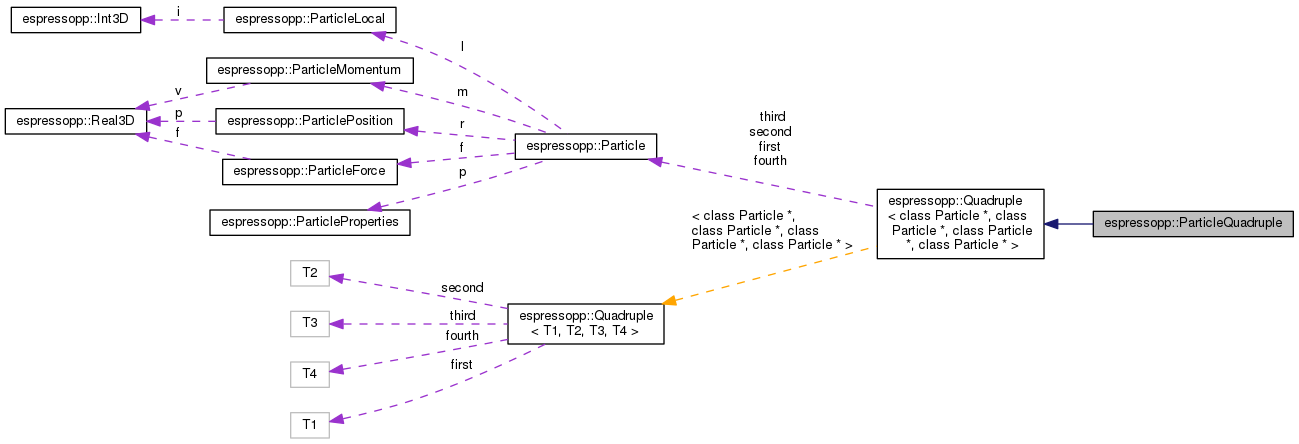 espressopp::Int3D
i
espressopp::ParticleLocal
l
espressopp::ParticleMomentum
v
m
espressopp::Real3D
p
espressopp::ParticlePosition
r
f
espressopp::ParticleForce
f
espressopp::Particle
p
espressopp::ParticleProperties
third
second
first
fourth
espressopp::Quadruple
< class Particle *, class
Particle *, class Particle
*, class Particle * >
espressopp::ParticleQuadruple
< class Particle *,
class Particle *, class
Particle *, class Particle * >
T2
second
T3
third
espressopp::Quadruple
< T1, T2, T3, T4 >
fourth
T4
first
T1